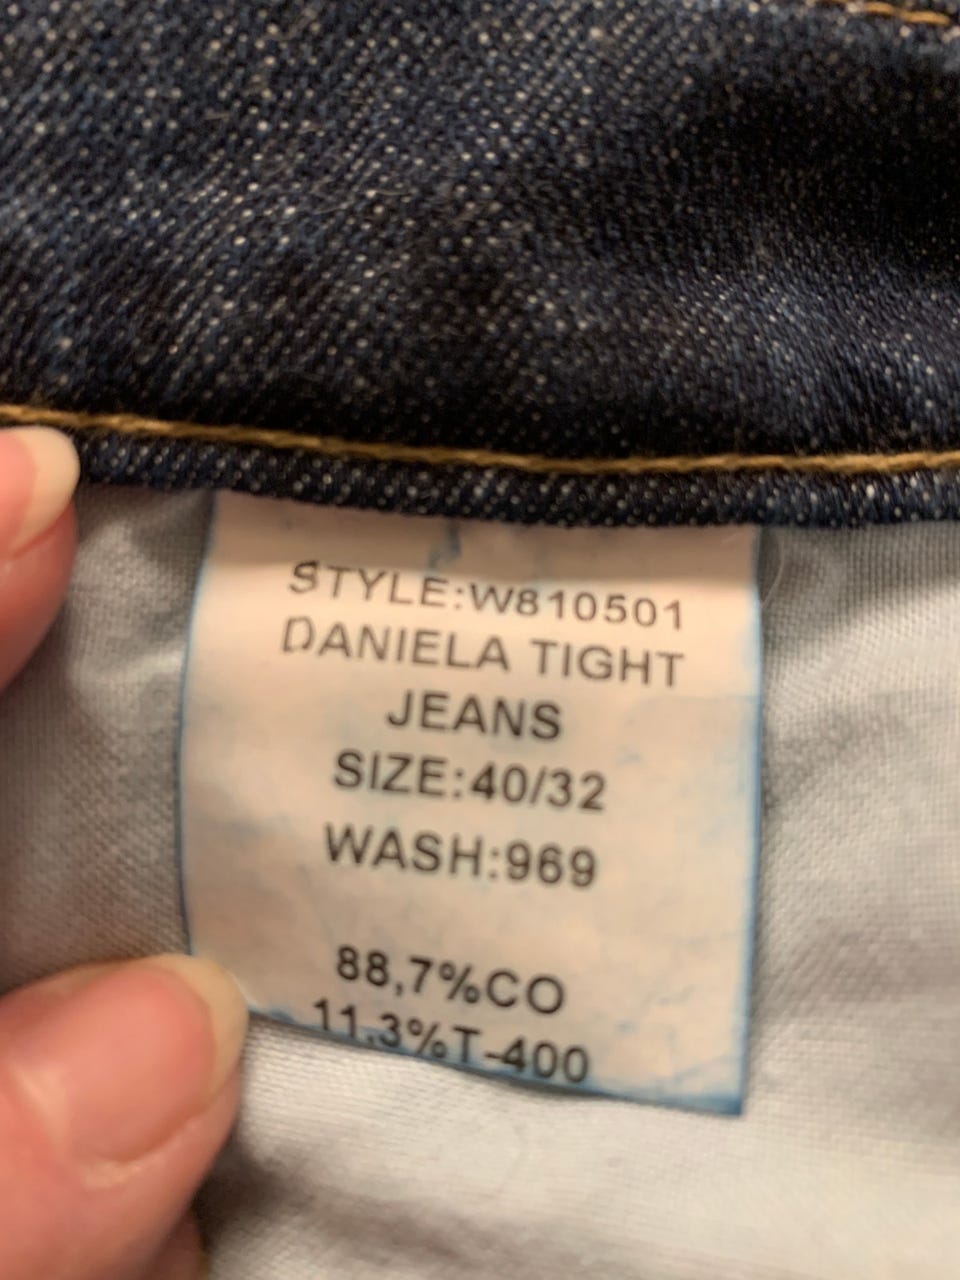 STYLE:W810501
DANIELA TIGHT
JEANS
SIZE:40/32
WASH:969
88,7%CO
11.3%T-400